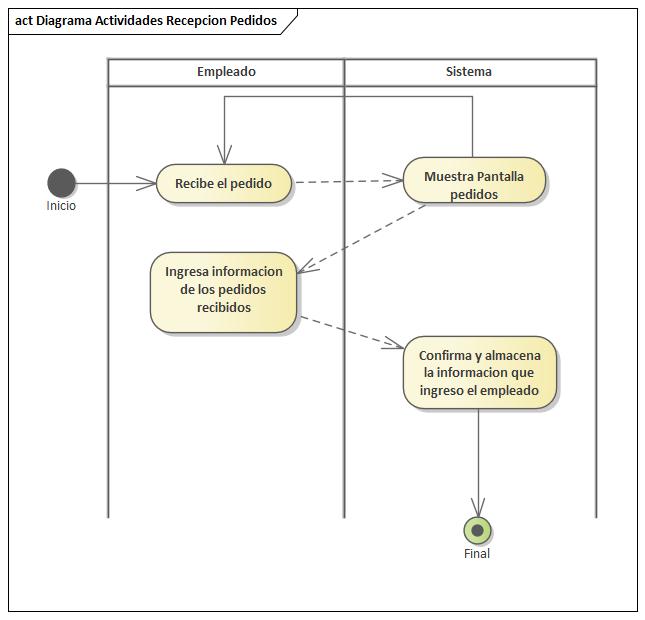 act Diagrama Actividades Recepcion Pedidos
Empleado
Sistema
Inicio
Recibe el pedido
Muestra Pantalla
pedidos
Ingresa informacion
de los pedidos
recibidos
Confirma y almacena
la informacion que
ingreso el empleado
Final